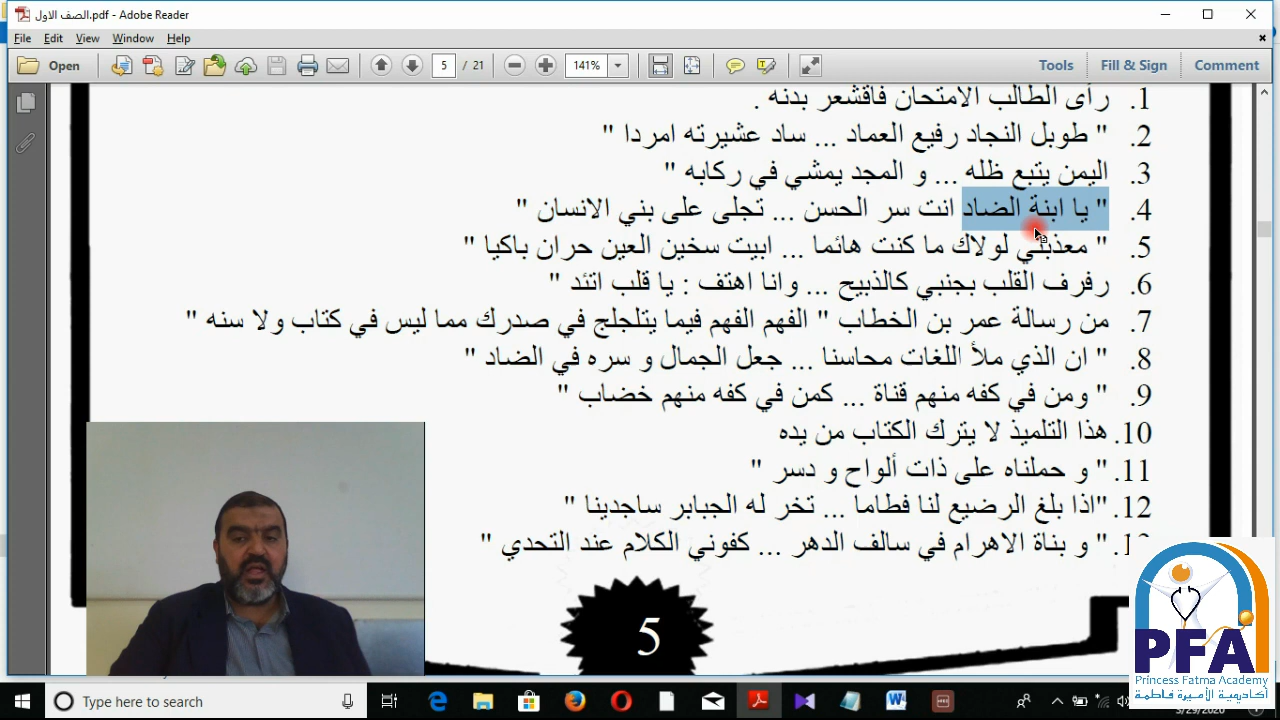 الصف الاول.pdf - Adobe Reader
File Edit View Window Help
Open 5 / 21 141% Tools Fill & Sign Comment
1. رأى الطالب الامتحان فاقشعر بدنه .
2. " طويل النجاد رفيع العماد ... ساد عشيرته امردا "
3. اليمن يتبع ظله ... و المجد يمشي في ركابه "
4. " يا ابنة الضاد انت سر الحسن ... تجلى على بني الانسان "
5. " معذبتي لولاك ما كنت هائما ... ابيت سخين العين حران باكيا "
6. رفرف القلب بجنبي كالذبيح ... وانا اهتف : يا قلب اتئد "
7. من رسالة عمر بن الخطاب " الفهم الفهم فيما يتلجلج في صدرك مما ليس في كتاب ولا سنه "
8. " ان الذي ملأ اللغات محاسنا ... جعل الجمال و سره في الضاد "
9. " ومن في كفه منهم قناة ... كمن في كفه منهم خضاب "
10. هذا التلميذ لا يترك الكتاب من يده
11. " و حملناه على ذات ألواح و دسر "
12. "اذا بلغ الرضيع لنا فطاما ... تخر له الجبابر ساجدينا "
13. " و بناة الاهرام في سالف الدهر ... كفوني الكلام عند التحدي "
5
PFA
Princess Fatma Academy
أكاديمية الأميرة فاطمة
Type here to search
3/29/2020